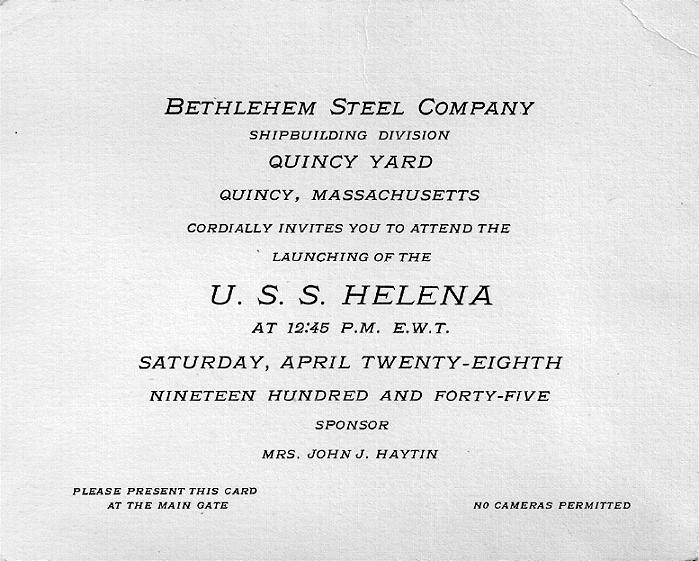 BETHLEHEM STEEL COMPANY
SHIPBUILDING DIVISION
QUINCY YARD
QUINCY, MASSACHUSETTS
CORDIALLY INVITES YOU TO ATTEND THE
LAUNCHING OF THE
U. S. S. HELENA
AT 12:45 P.M. E.W.T.
SATURDAY, APRIL TWENTY-EIGHTH
NINETEEN HUNDRED AND FORTY-FIVE
SPONSOR
MRS. JOHN J. HAYTIN
PLEASE PRESENT THIS CARD
AT THE MAIN GATE
NO CAMERAS PERMITTED